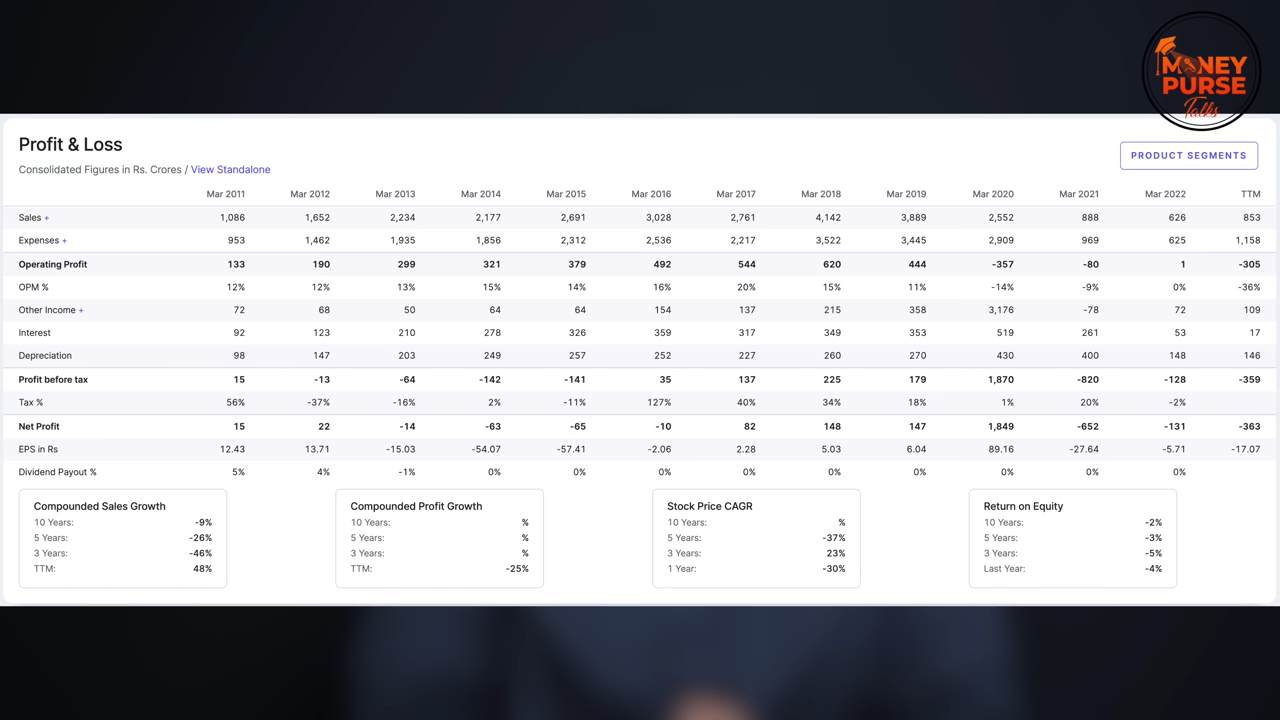 MONEY
PURSE
Talks
Profit & Loss
Consolidated Figures in Rs. Crores / View Standalone
PRODUCT SEGMENTS
Mar 2011 Mar 2012 Mar 2013 Mar 2014 Mar 2015 Mar 2016 Mar 2017 Mar 2018 Mar 2019 Mar 2020 Mar 2021 Mar 2022 TTM
Sales + 1,086 1,652 2,234 2,177 2,691 3,028 2,761 4,142 3,889 2,552 888 626 853
Expenses + 953 1,462 1,935 1,856 2,312 2,536 2,217 3,522 3,445 2,909 969 625 1,158
Operating Profit 133 190 299 321 379 492 544 620 444 -357 -80 1 -305
OPM % 12% 12% 13% 15% 14% 16% 20% 15% 11% -14% -9% 0% -36%
Other Income + 72 68 50 64 64 154 137 215 358 3,176 -78 72 109
Interest 92 123 210 278 326 359 317 349 353 519 261 53 17
Depreciation 98 147 203 249 257 252 227 260 270 430 400 148 146
Profit before tax 15 -13 -64 -142 -141 35 137 225 179 1,870 -820 -128 -359
Tax % 56% -37% -16% 2% -11% 127% 40% 34% 18% 1% 20% -2%
Net Profit 15 22 -14 -63 -65 -10 82 148 147 1,849 -652 -131 -363
EPS in Rs 12.43 13.71 -15.03 -54.07 -57.41 -2.06 2.28 5.03 6.04 89.16 -27.64 -5.71 -17.07
Dividend Payout % 5% 4% -1% 0% 0% 0% 0% 0% 0% 0% 0% 0%
Compounded Sales Growth
10 Years: -9%
5 Years: -26%
3 Years: -46%
TTM: 48%
Compounded Profit Growth
10 Years: %
5 Years: %
3 Years: %
TTM: -25%
Stock Price CAGR
10 Years: %
5 Years: -37%
3 Years: 23%
1 Year: -30%
Return on Equity
10 Years: -2%
5 Years: -3%
3 Years: -5%
Last Year: -4%